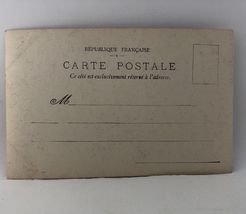 RÉPUBLIQUE FRANÇAISE
CARTE POSTALE
Ce côté est exclusivement réservé à l'adresse.
M